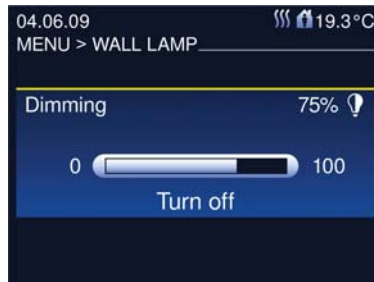 04.06.09 19.3°C
MENU > WALL LAMP
Dimming 75%
0 100
Turn off